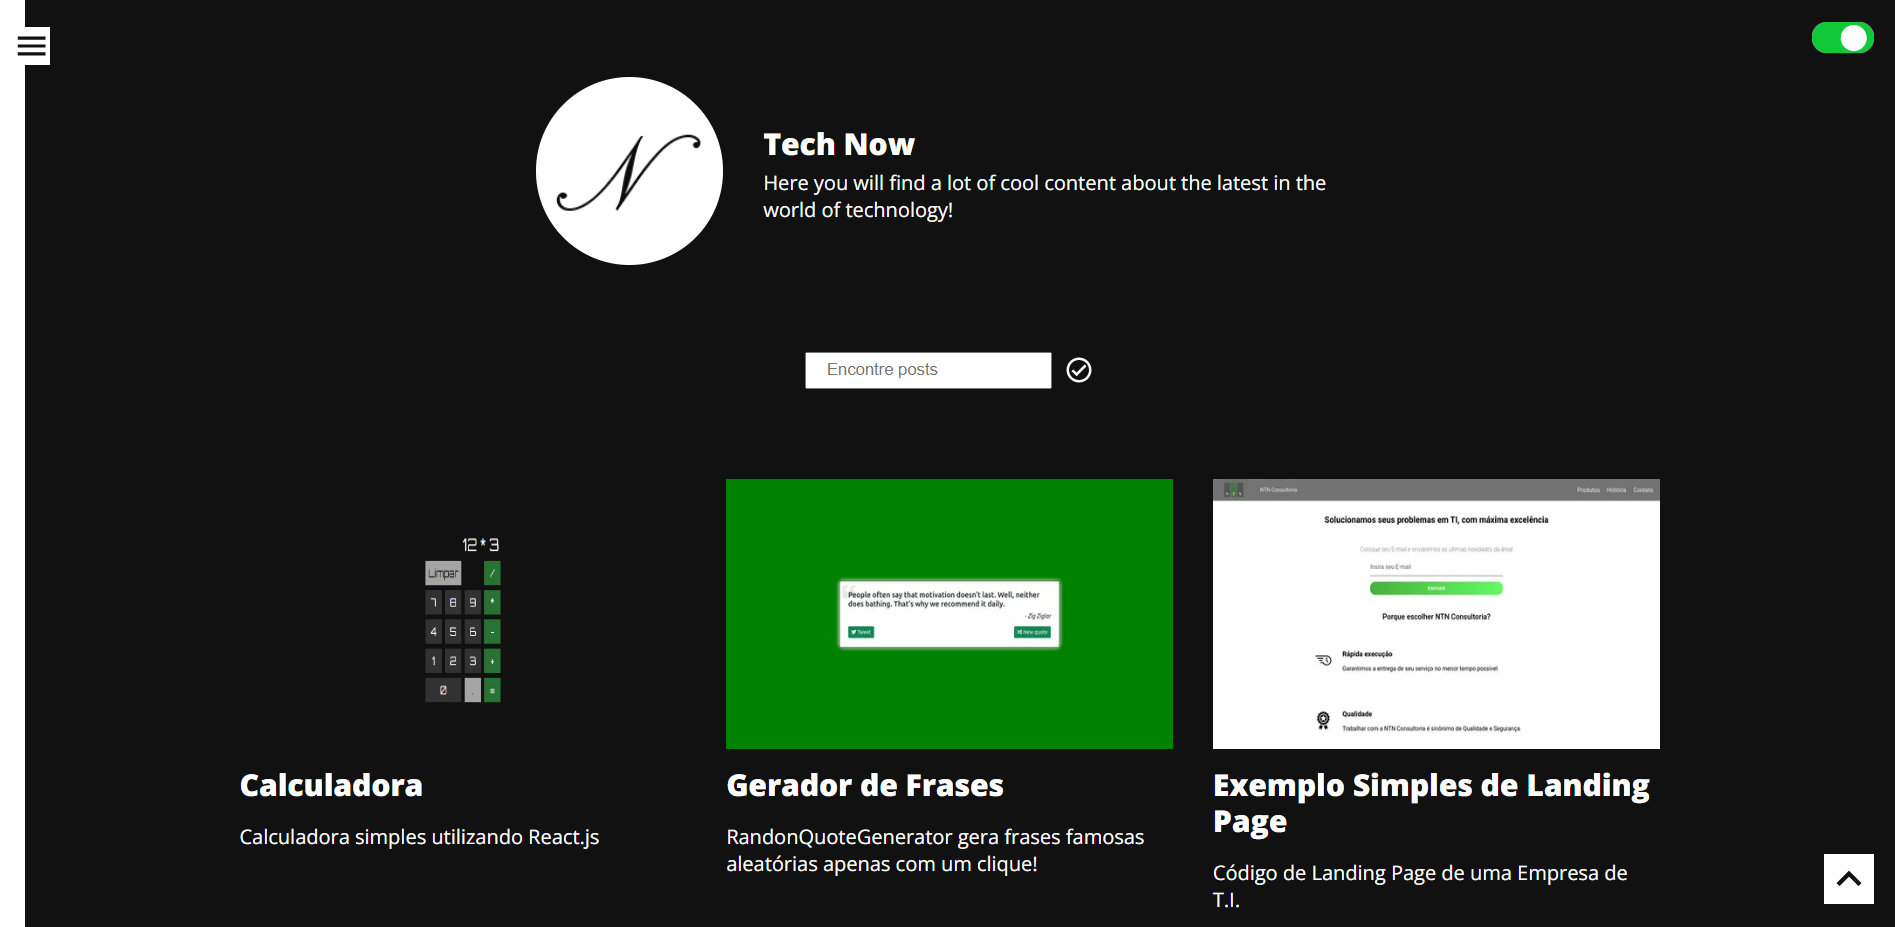 N
Tech Now
Here you will find a lot of cool content about the latest in the
world of technology!
Encontre posts
12*3
Limpar /
7 8 9 *
4 5 6 -
1 2 3 +
0 . =
Calculadora
Calculadora simples utilizando React.js
People often say that motivation doesn't last. Well, neither
does bathing. That's why we recommend it daily.
- Zig Ziglar
Tweet New quote
Gerador de Frases
RandonQuoteGenerator gera frases famosas
aleatórias apenas com um clique!
NTN Consultoria Produtos História Contato
Solucionamos seus problemas em TI, com máxima excelência
Coloque seu E-mail e enviaremos as últimas novidades da área!
Insira seu E-mail
ENVIAR
Porque escolher NTN Consultoria?
Rápida execução
Garantimos a entrega de seu serviço no menor tempo possível
Qualidade
Trabalhar com a NTN Consultoria é sinônimo de Qualidade e Segurança
Exemplo Simples de Landing
Page
Código de Landing Page de uma Empresa de
T.I.